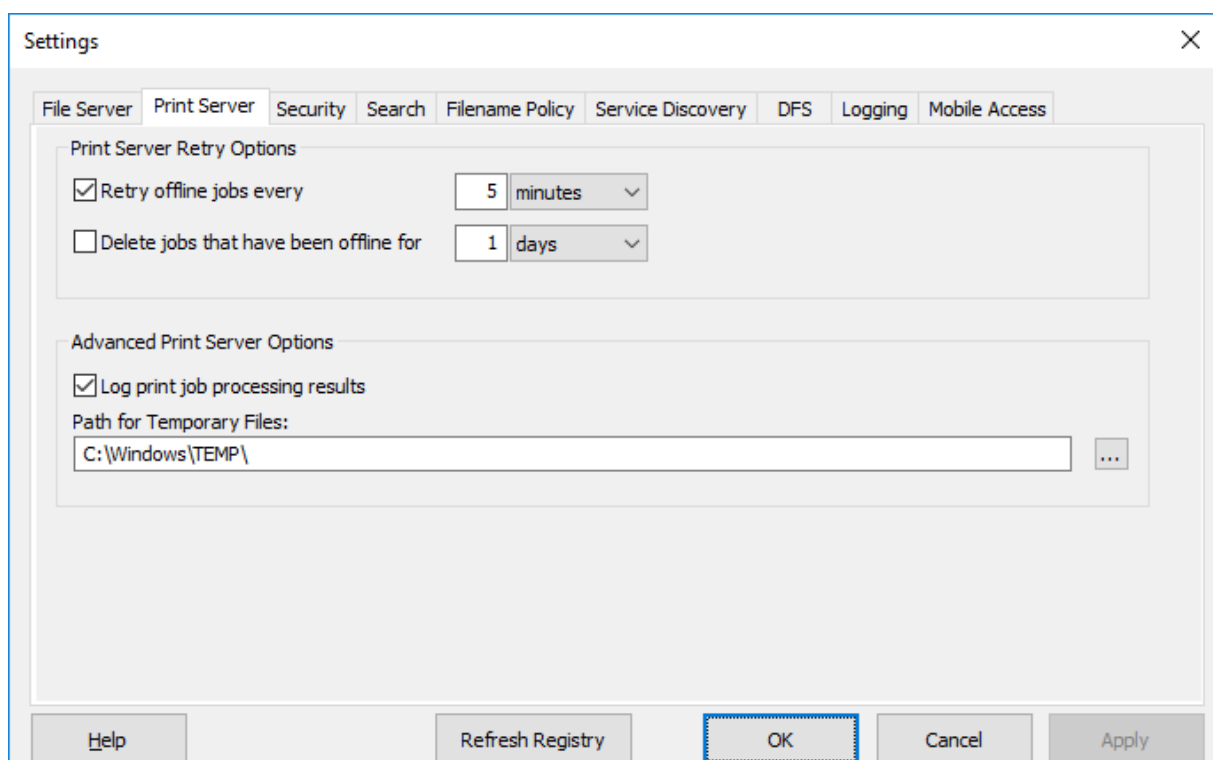 Settings
File Server Print Server Security Search Filename Policy Service Discovery DFS Logging Mobile Access
Print Server Retry Options
Retry offline jobs every 5 minutes
Delete jobs that have been offline for 1 days
Advanced Print Server Options
Log print job processing results
Path for Temporary Files:
C:\Windows\TEMP\
...
Help Refresh Registry OK Cancel Apply